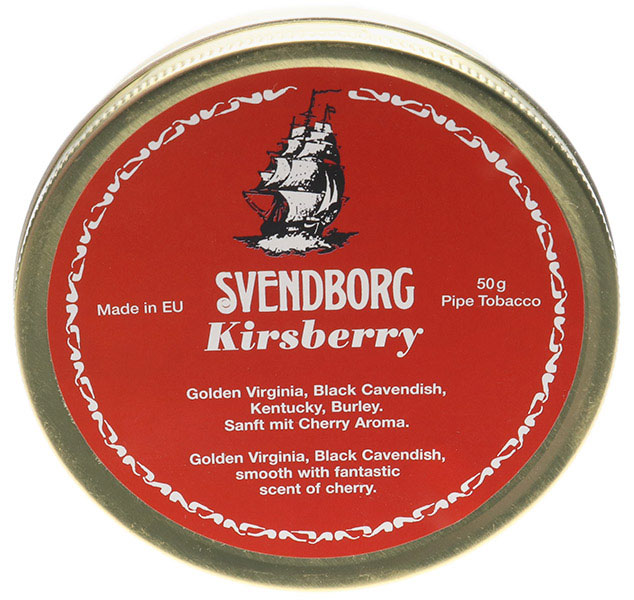 Made in EU
SVENDBORG
Kirsberry
50g
Pipe Tobacco
Golden Virginia, Black Cavendish,
Kentucky, Burley.
Sanft mit Cherry Aroma.
Golden Virginia, Black Cavendish,
smooth with fantastic
scent of cherry.